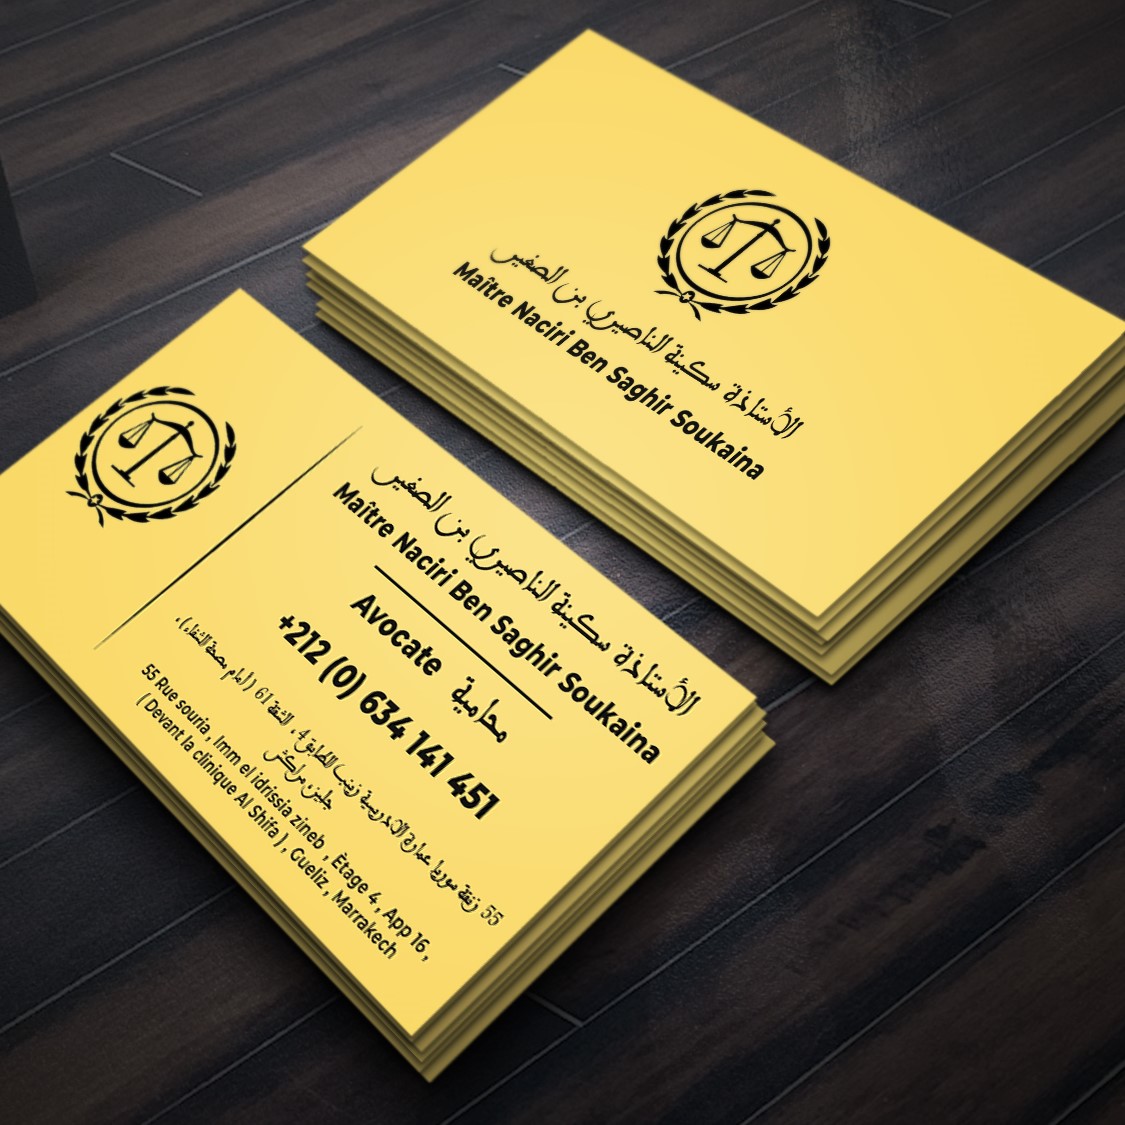 الأستاذة سكينة الناصيري بن الصغير
Maître Naciri Ben Saghir Soukaina
الأستاذة سكينة الناصيري بن الصغير
Maître Naciri Ben Saghir Soukaina
Avocate محامية
+212 (0) 634 141 451
55 زنقة سوريا عمارة الادريسية زينب الطابق 4 ، الشقة 61 ((أمام مصحة الشفاء) ،
جليز مراكش
55 Rue souria , Imm el idrissia zineb , Ètage 4 , App 16 ,
( Devant la clinique Al Shifa ) , Gueliz , Marrakech